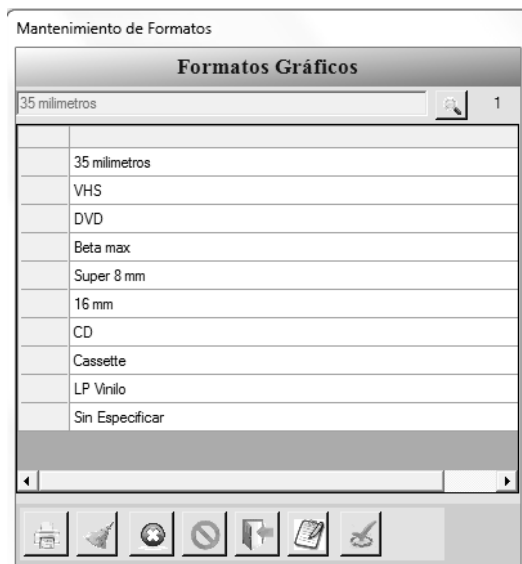 Mantenimiento de Formatos
Formatos Gráficos
35 milimetros
1
35 milimetros
VHS
DVD
Beta max
Super 8 mm
16 mm
CD
Cassette
LP Vinilo
Sin Especificar